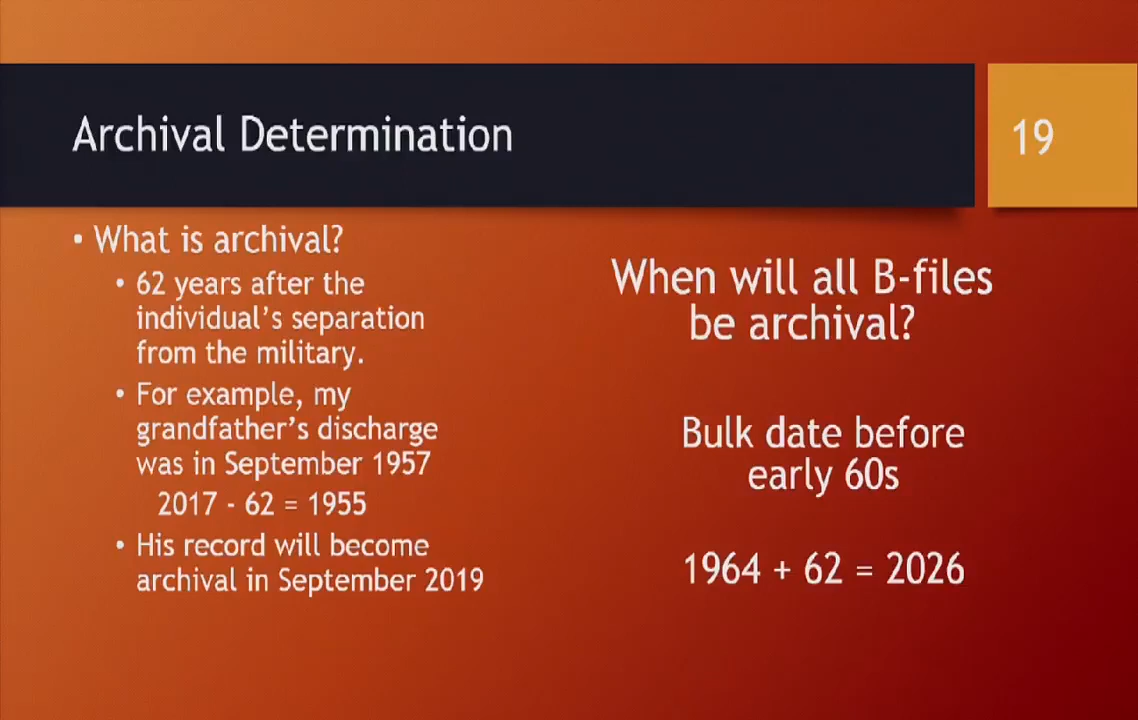 Archival Determination
19
• What is archival?
• 62 years after the
individual's separation
from the military.
• For example, my
grandfather's discharge
was in September 1957
2017 - 62 = 1955
• His record will become
archival in September 2019
When will all B-files
be archival?
Bulk date before
early 60s
1964 + 62 = 2026